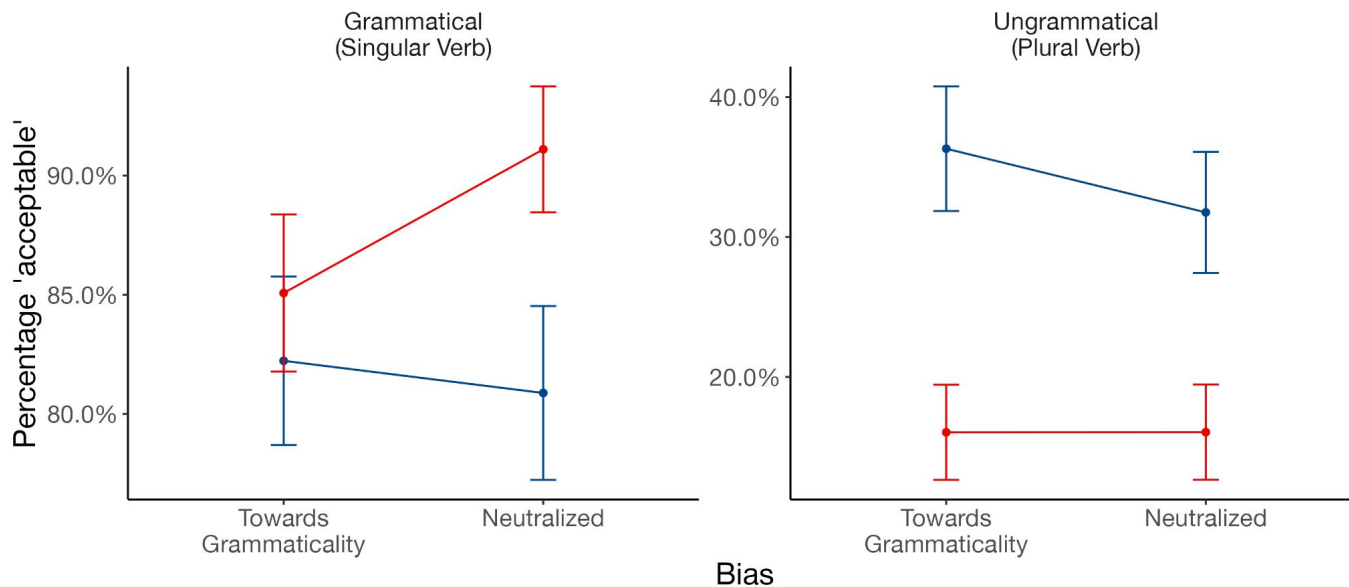 Grammatical
(Singular Verb)
Ungrammatical
(Plural Verb)
Percentage 'acceptable'
90.0%
85.0%
80.0%
40.0%
30.0%
20.0%
Towards
Grammaticality
Neutralized
Towards
Grammaticality
Neutralized
Bias